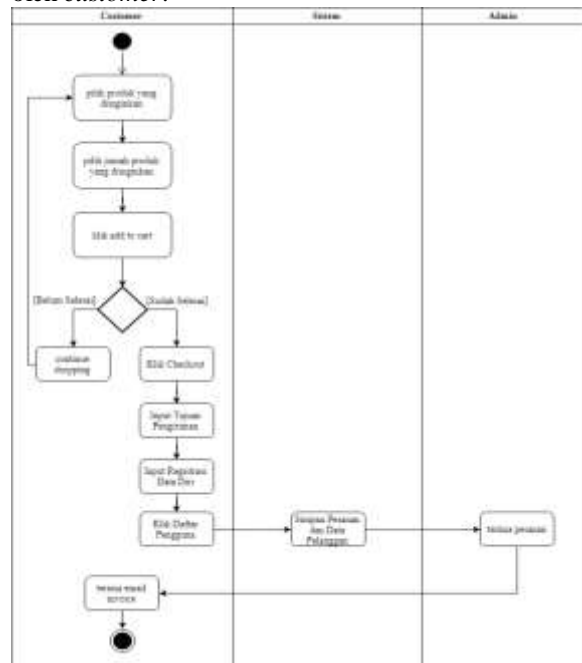 oleh customer.
Customer
Sistem
Admin
pilih produk yang
diinginkan
pilih jumlah produk
yang diinginkan
klik add to cart
[Belum Selesai]
[Sudah Selesai]
continue
shopping
Klik Checkout
Input Tujuan
Pengiriman
Input Registrasi
Data Diri
Klik Daftar
Pengguna
Simpan Pesanan
dan Data
Pelanggan
terima pesanan
terima email
invoice